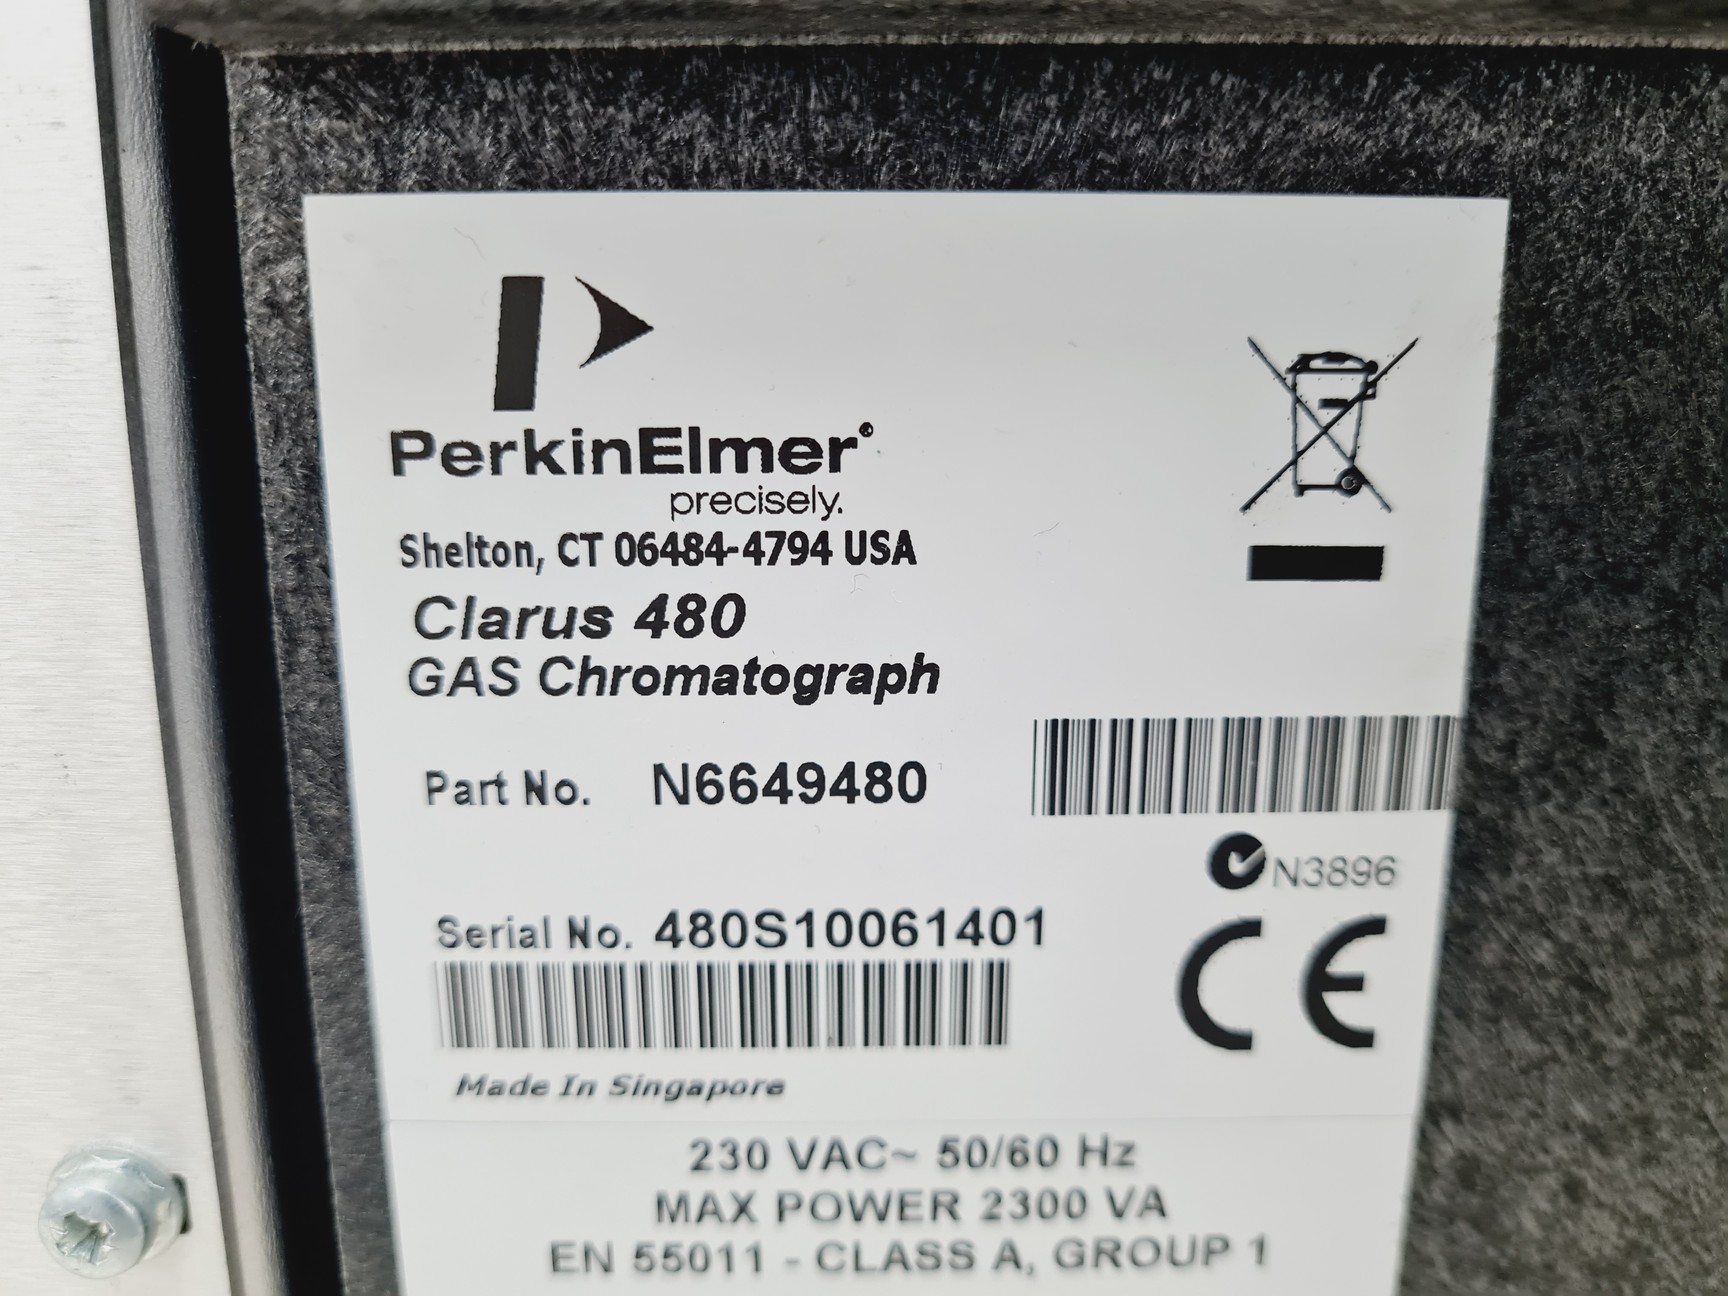 PerkinElmer®
precisely.
Shelton, CT 06484-4794 USA
Clarus 480
GAS Chromatograph
Part No. N6649480
N3896
Serial No. 480S10061401
CE
Made In Singapore
230 VAC~ 50/60 Hz
MAX POWER 2300 VA
EN 55011 - CLASS A, GROUP 1